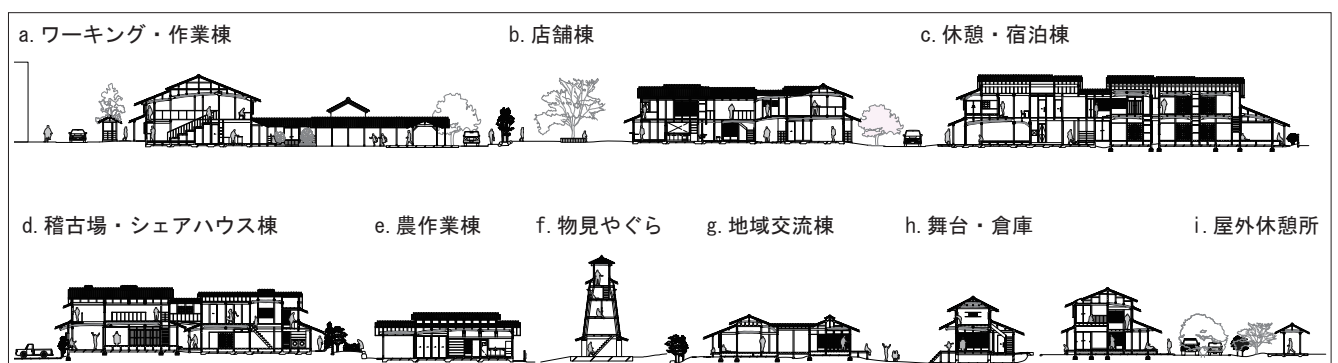 a. ワーキング・作業棟
b. 店舗棟
c. 休憩・宿泊棟
d. 稽古場・シェアハウス棟
e. 農作業棟
f. 物見やぐら
g. 地域交流棟
h. 舞台・倉庫
i. 屋外休憩所